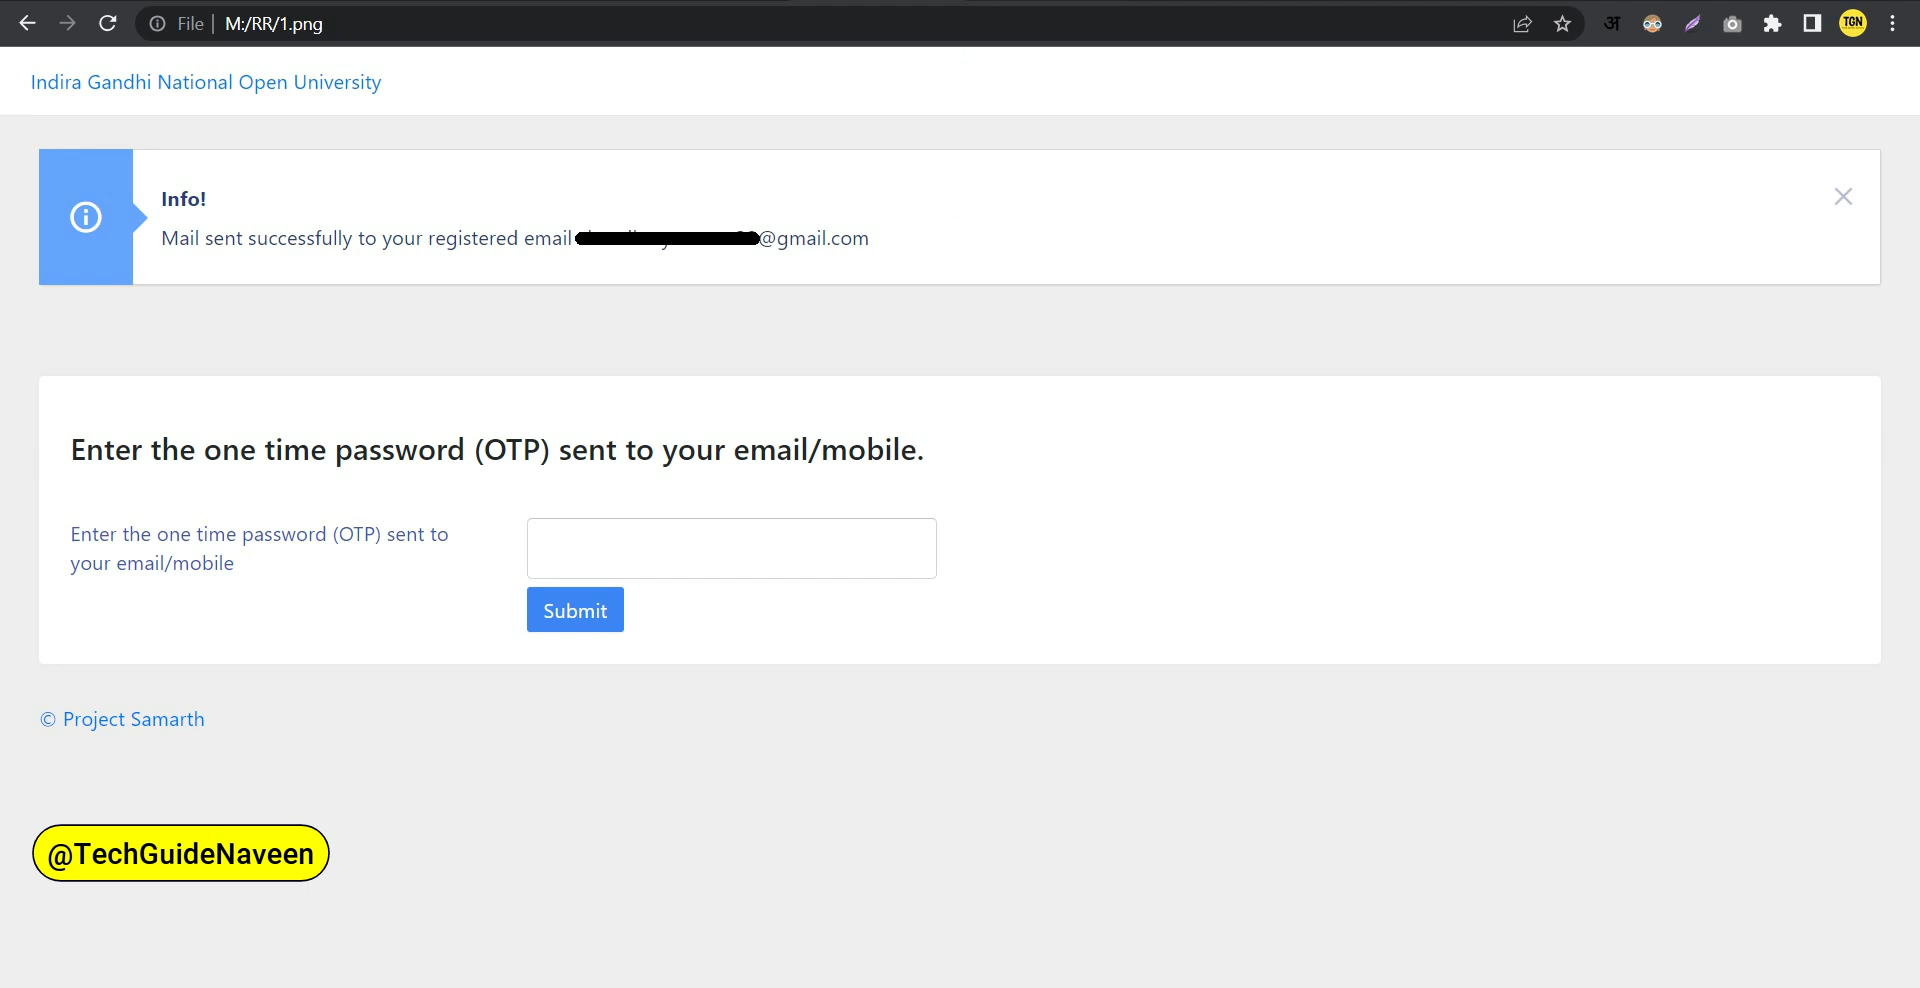 File | M:/RR/1.png
अ
TGN
Indira Gandhi National Open University
Info!
Mail sent successfully to your registered email @gmail.com
Enter the one time password (OTP) sent to your email/mobile.
Enter the one time password (OTP) sent to
your email/mobile
Submit
© Project Samarth
@TechGuideNaveen